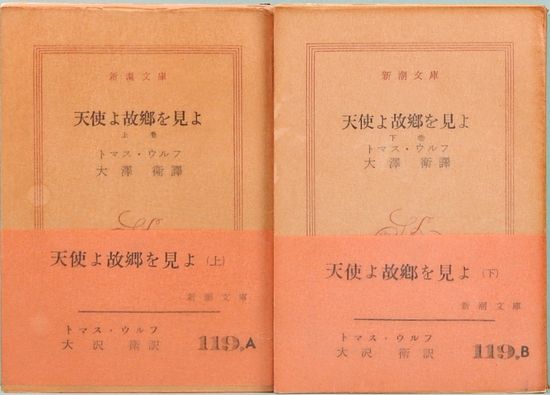 新潮文庫
天使よ故郷を見よ
上巻
トマス・ウルフ
大澤衛譯
天使よ故郷を見よ(上)
新潮文庫
トマス・ウルフ
大沢衛訳
119.A
新潮文庫
天使よ故郷を見よ
下巻
トマス・ウルフ
大澤衛譯
天使よ故郷を見よ(下)
新潮文庫
トマス・ウルフ
大沢衛訳
119.B